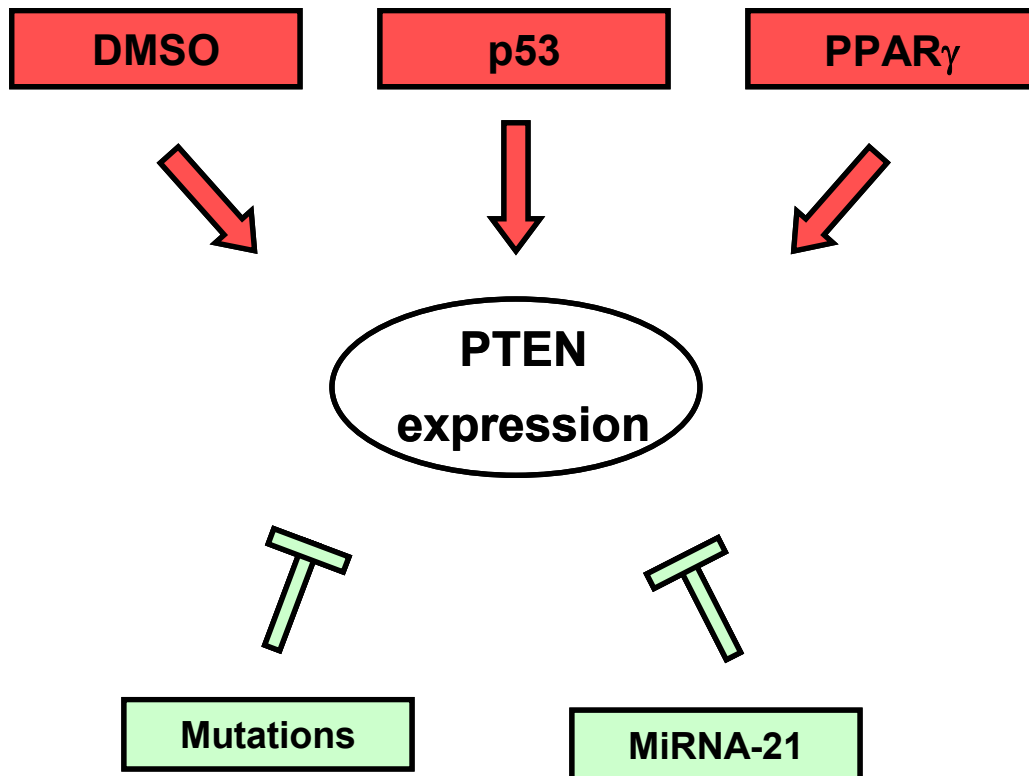 DMSO
p53
PPARγ
PTEN
expression
Mutations
MiRNA-21